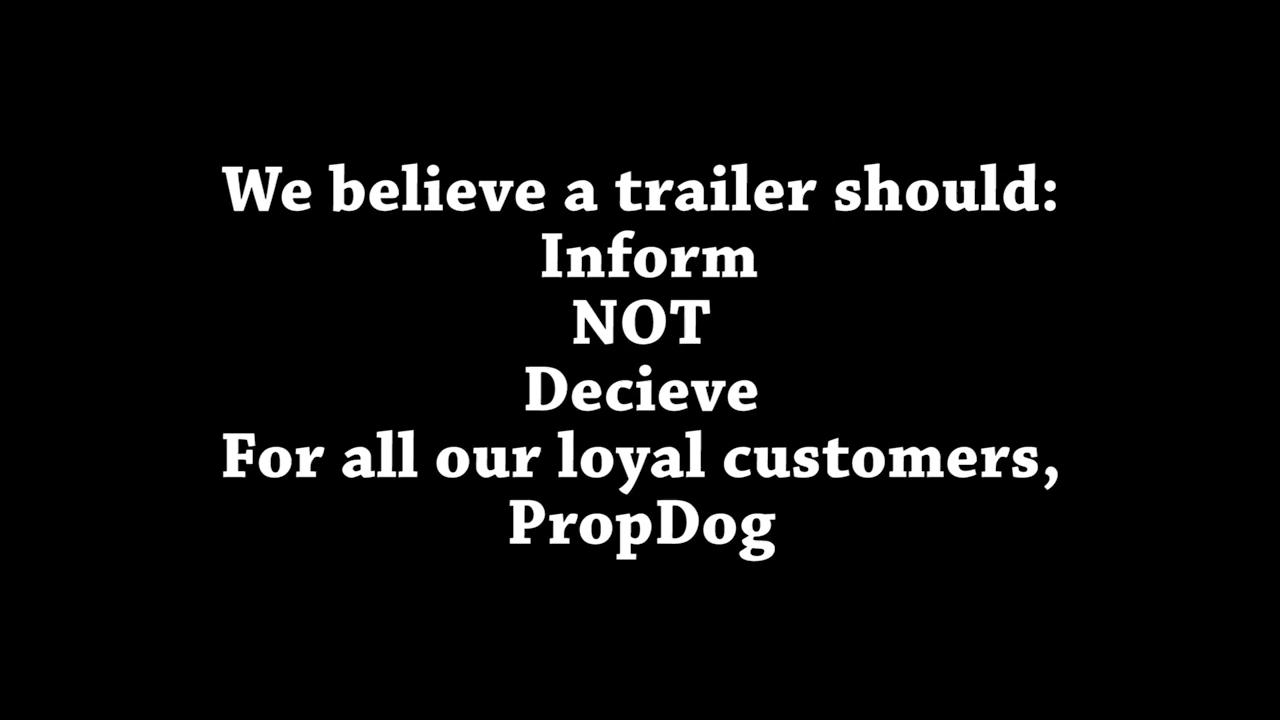 We believe a trailer should:
Inform
NOT
Decieve
For all our loyal customers,
PropDog